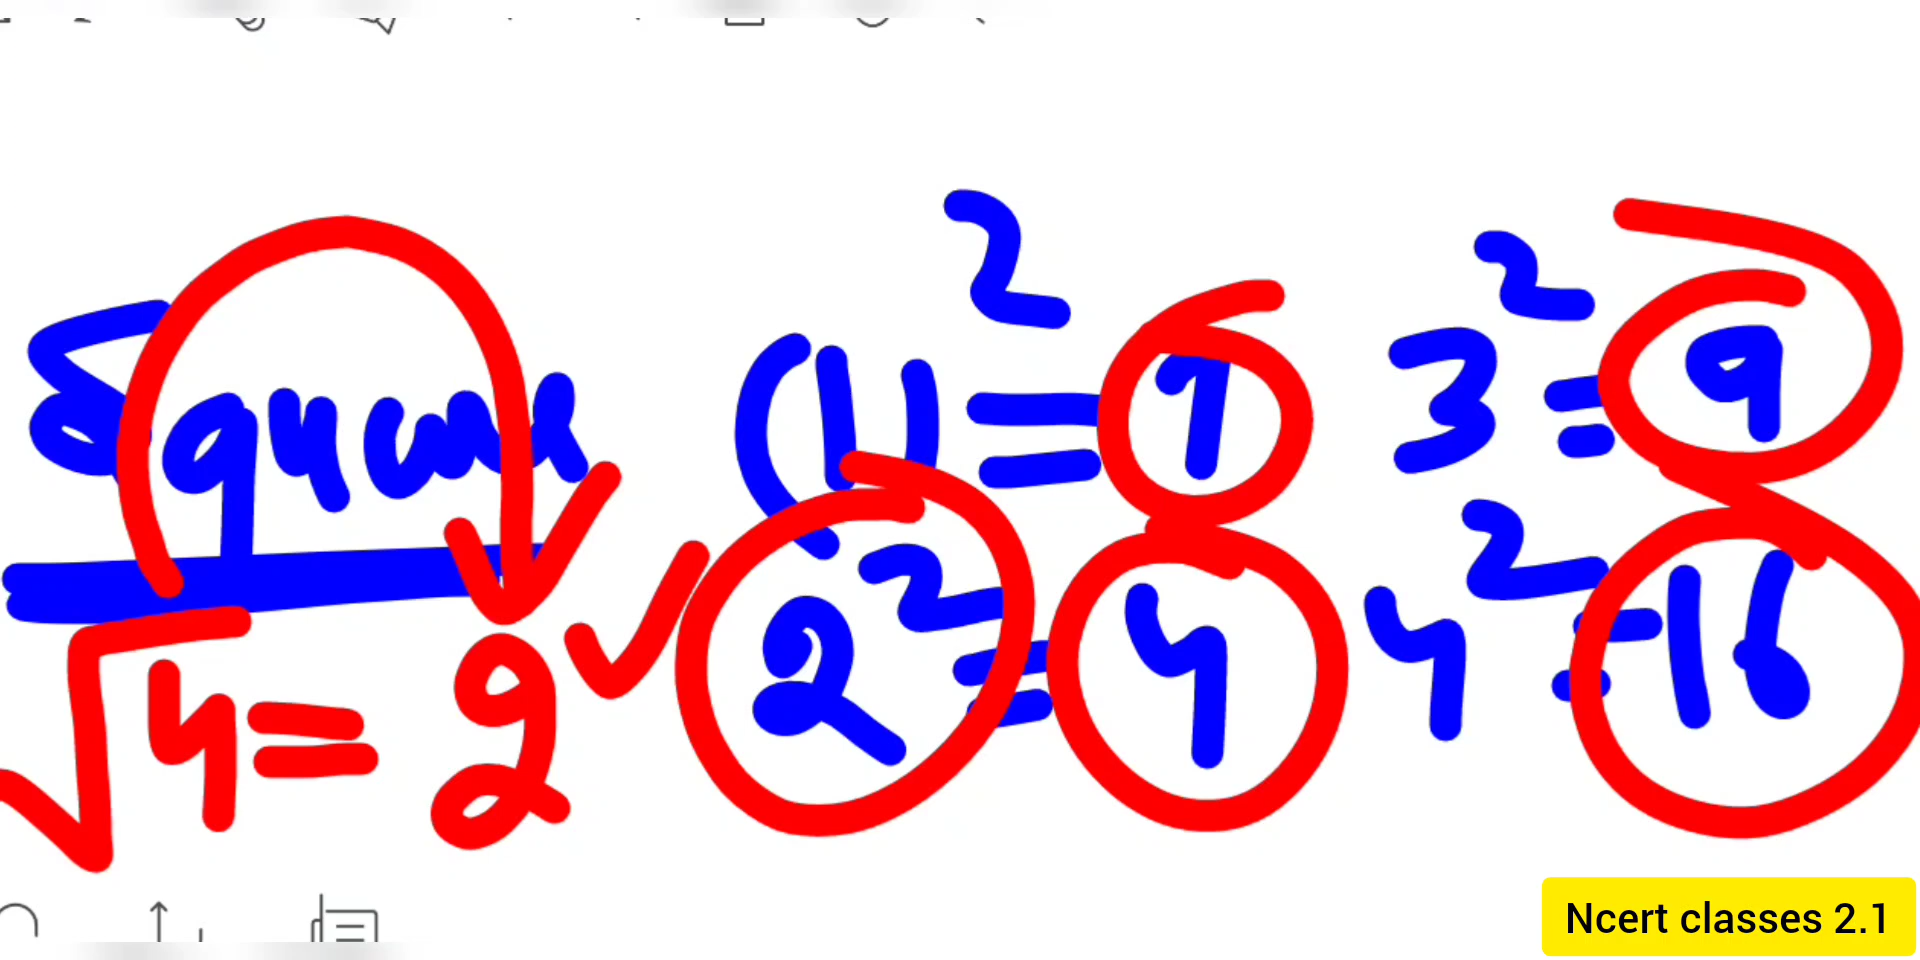 Square (1)² = 1 3² = 9
√4 = 2 2² = 4 4² = 16
Ncert classes 2.1